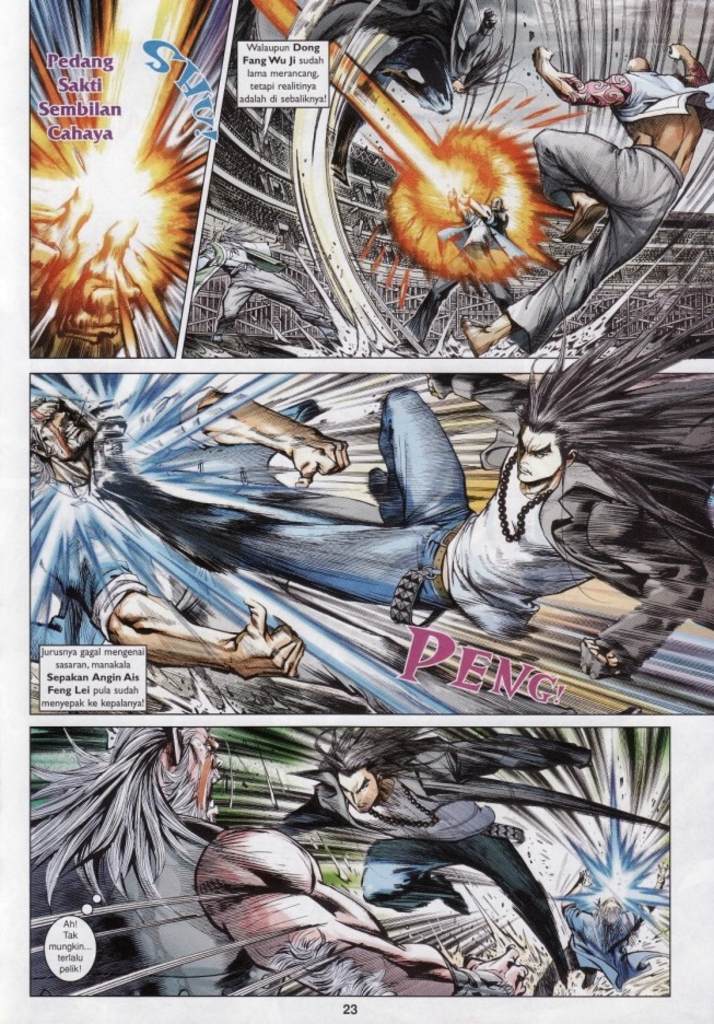 Pedang
Sakti
Sembilan
Cahaya
Walaupun Dong
Fang Wu Ji sudah
lama merancang,
tetapi realitinya
adalah di sebaliknya!
Jurusnya gagal mengenai
sasaran, manakala
Sepakan Angin Ais
Feng Lei pula sudah
menyepak ke kepalanya!
PENG!
Ah!
Tak
mungkin...
terlalu
pelik!
23